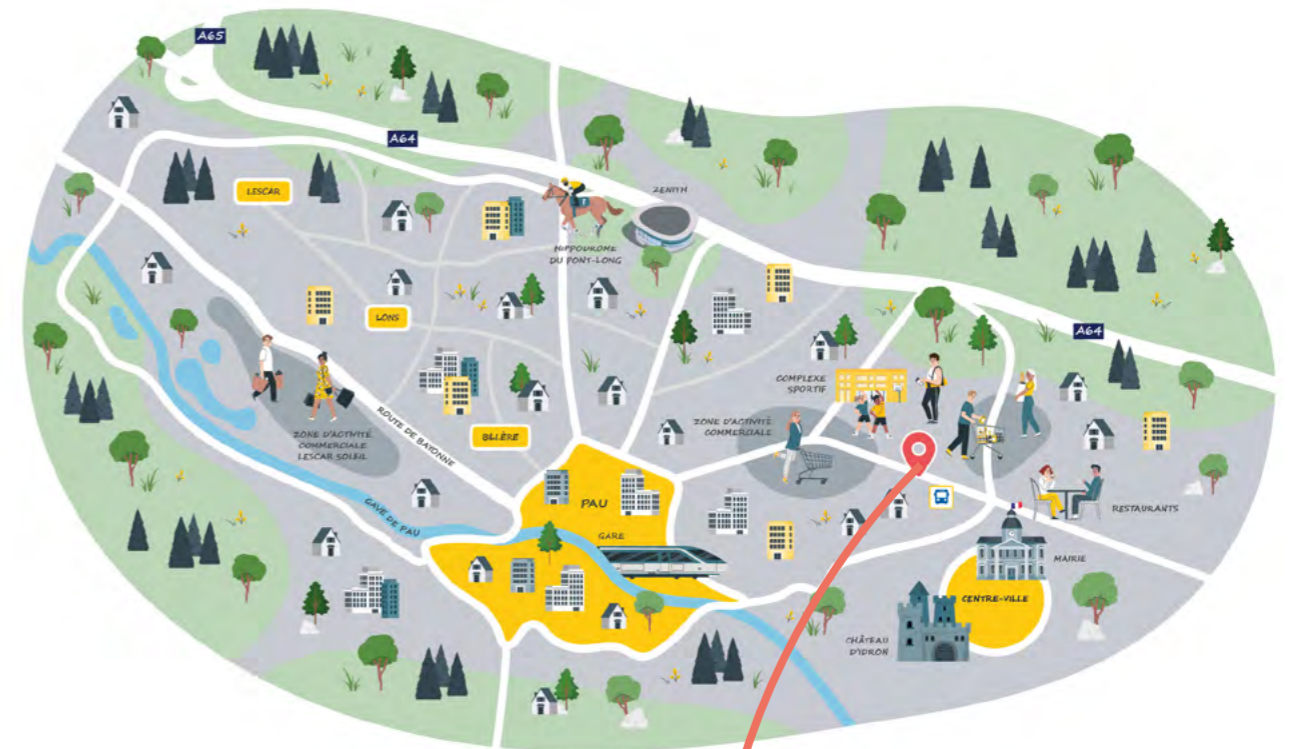 A65
A64
LESCAR
ZENITH
HIPPODROME
DU PONT-LONG
LONS
A64
COMPLEXE
SPORTIF
ROUTE DE BAYONNE
ZONE D'ACTIVITÉ
COMMERCIALE
ZONE D'ACTIVITÉ
COMMERCIALE
LESCAR SOLEIL
BILLÈRE
PAU
GAVE DE PAU
GARE
RESTAURANTS
MAIRIE
CENTRE-VILLE
CHÂTEAU
D'IDRON